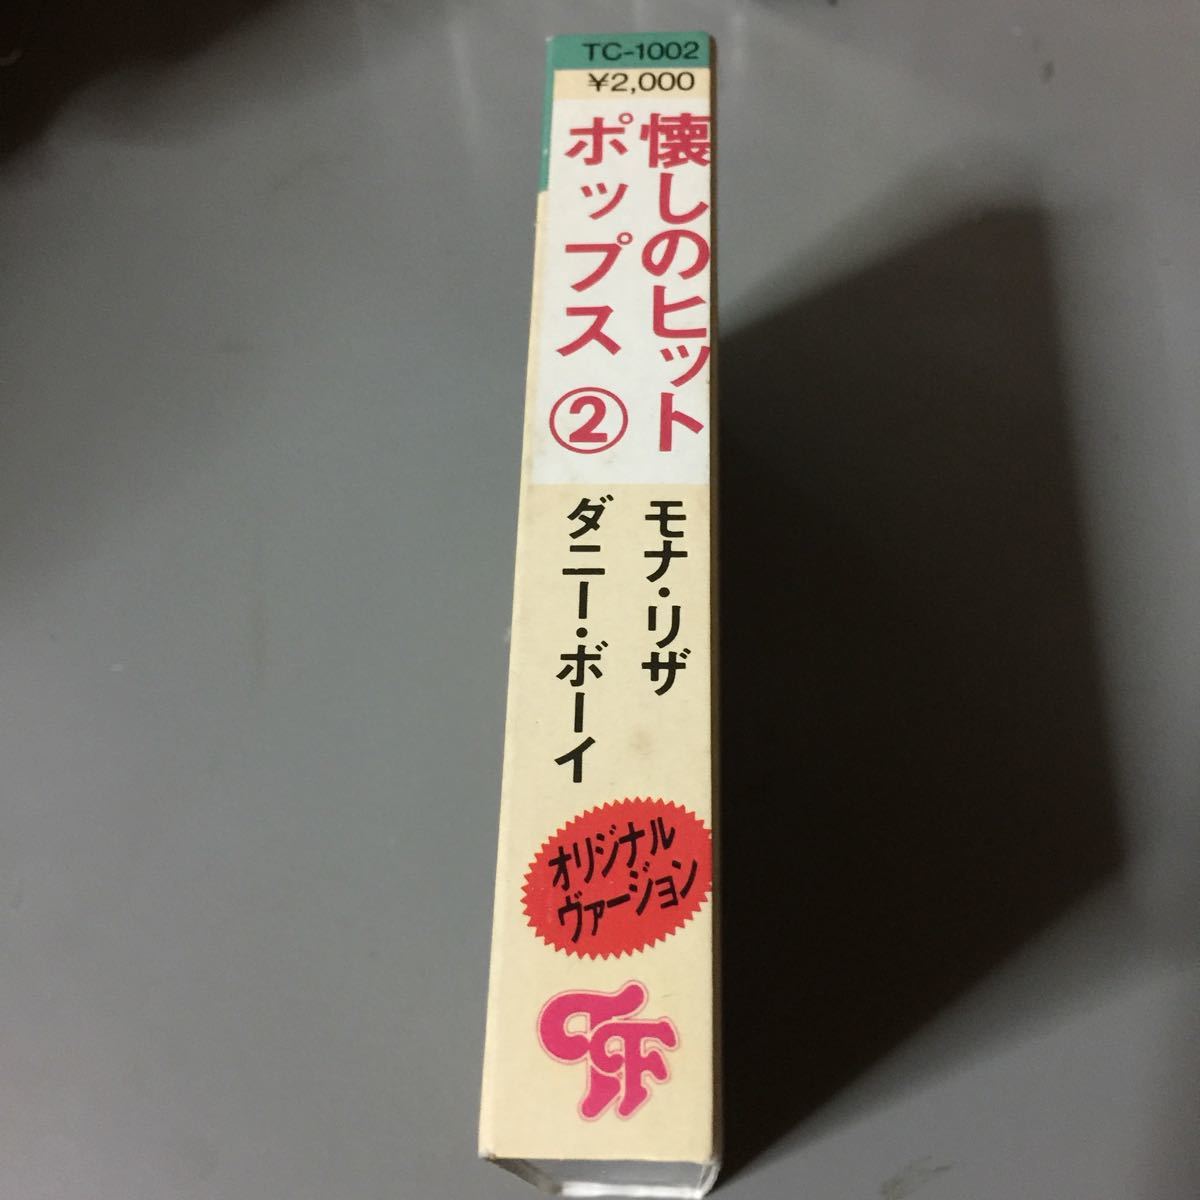 TC-1002
¥2,000
懐しのヒット
ポップス ②
モナ・リザ
ダニー・ボーイ
オリジナル
ヴァージョン